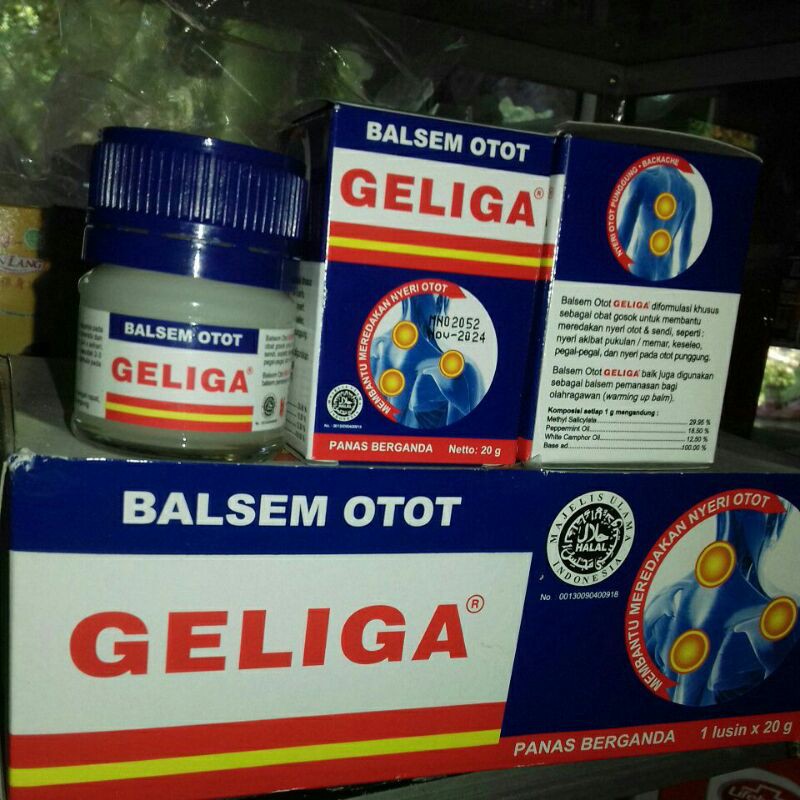 BALSEM OTOT
GELIGA®
BALSEM OTOT
GELIGA®
MEMBANTU MEREDAKAN NYERI OTOT
MN02052
Nov-2024
HALAL
No. : 00130090400918
PANAS BERGANDA Netto: 20 g
NYERI OTOT PUNGGUNG • BACKACHE
Balsem Otot GELIGA® diformulasi khusus
sebagai obat gosok untuk membantu
meredakan nyeri otot & sendi, seperti :
nyeri akibat pukulan / memar, keseleo,
pegal-pegal, dan nyeri pada otot punggung.
Balsem Otot GELIGA® baik juga digunakan
sebagai balsem pemanasan bagi
olahragawan (warming up balm).
Komposisi setiap 1 g mengandung :
Methyl Salicylate 29.95 %
Peppermint Oil 18.50 %
White Camphor Oil 12.50 %
Base ad 100.00 %
BALSEM OTOT
GELIGA®
MAJELIS ULAMA
حلال
HALAL
INDONESIA
No 00130090400918
MEMBANTU MEREDAKAN NYERI OTOT
PANAS BERGANDA 1 lusin x 20 g